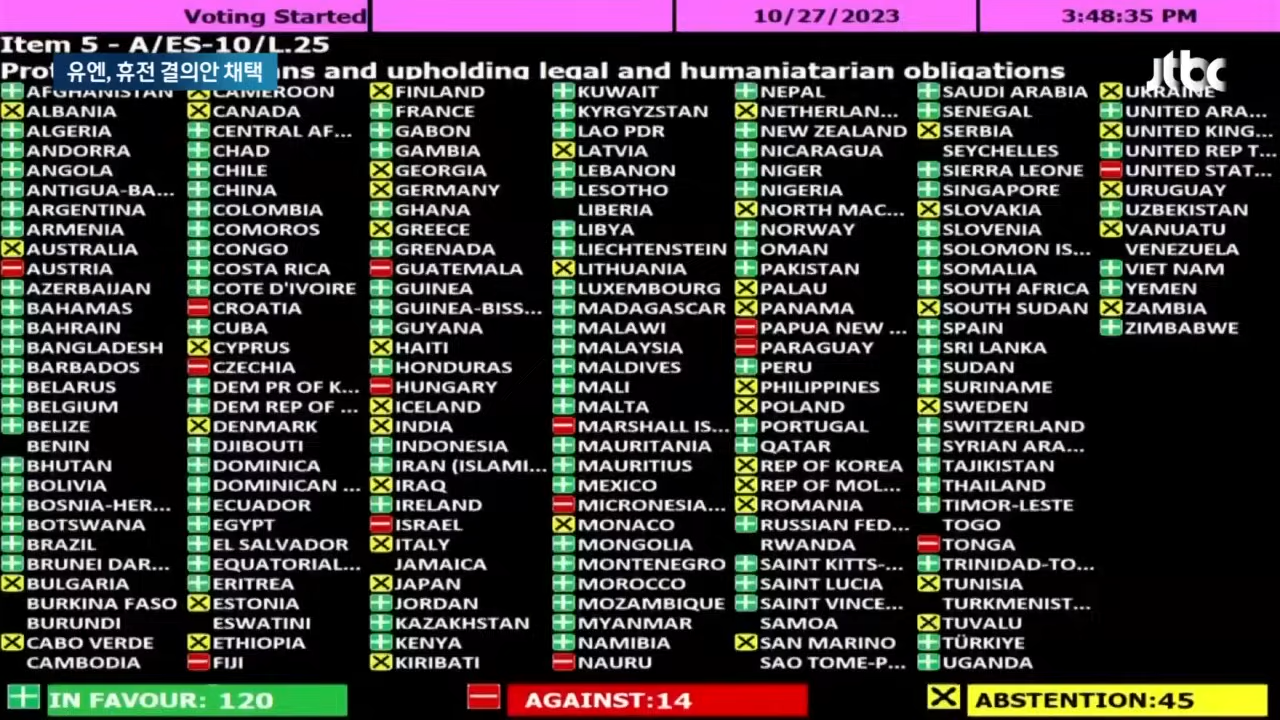 Voting Started
10/27/2023
3:48:35 PM
Item 5 - A/ES-10/L.25
and upholding legal and humaniatarian obligations
유엔, 휴전 결의안 채택
jtbc
AFGHANISTAN
ALBANIA
ALGERIA
ANDORRA
ANGOLA
ANTIGUA-BA...
ARGENTINA
ARMENIA
AUSTRALIA
AUSTRIA
AZERBAIJAN
BAHAMAS
BAHRAIN
BANGLADESH
BARBADOS
BELARUS
BELGIUM
BELIZE
BENIN
BHUTAN
BOLIVIA
BOSNIA-HER...
BOTSWANA
BRAZIL
BRUNEI DAR...
BULGARIA
BURKINA FASO
BURUNDI
CABO VERDE
CAMBODIA
CAMEROON
CANADA
CENTRAL AF...
CHAD
CHILE
CHINA
COLOMBIA
COMOROS
CONGO
COSTA RICA
COTE D'IVOIRE
CROATIA
CUBA
CYPRUS
CZECHIA
DEM PR OF K...
DEM REP OF ...
DENMARK
DJIBOUTI
DOMINICA
DOMINICAN ...
ECUADOR
EGYPT
EL SALVADOR
EQUATORIAL...
ERITREA
ESTONIA
ESWATINI
ETHIOPIA
FIJI
FINLAND
FRANCE
GABON
GAMBIA
GEORGIA
GERMANY
GHANA
GREECE
GRENADA
GUATEMALA
GUINEA
GUINEA-BISS...
GUYANA
HAITI
HONDURAS
HUNGARY
ICELAND
INDIA
INDONESIA
IRAN (ISLAMI...
IRAQ
IRELAND
ISRAEL
ITALY
JAMAICA
JAPAN
JORDAN
KAZAKHSTAN
KENYA
KIRIBATI
KUWAIT
KYRGYZSTAN
LAO PDR
LATVIA
LEBANON
LESOTHO
LIBERIA
LIBYA
LIECHTENSTEIN
LITHUANIA
LUXEMBOURG
MADAGASCAR
MALAWI
MALAYSIA
MALDIVES
MALI
MALTA
MARSHALL IS...
MAURITANIA
MAURITIUS
MEXICO
MICRONESIA...
MONACO
MONGOLIA
MONTENEGRO
MOROCCO
MOZAMBIQUE
MYANMAR
NAMIBIA
NAURU
NEPAL
NETHERLAN...
NEW ZEALAND
NICARAGUA
NIGER
NIGERIA
NORTH MAC...
NORWAY
OMAN
PAKISTAN
PALAU
PANAMA
PAPUA NEW ...
PARAGUAY
PERU
PHILIPPINES
POLAND
PORTUGAL
QATAR
REP OF KOREA
REP OF MOL...
ROMANIA
RUSSIAN FED...
RWANDA
SAINT KITTS-...
SAINT LUCIA
SAINT VINCE...
SAMOA
SAN MARINO
SAO TOME-P...
SAUDI ARABIA
SENEGAL
SERBIA
SEYCHELLES
SIERRA LEONE
SINGAPORE
SLOVAKIA
SLOVENIA
SOLOMON IS...
SOMALIA
SOUTH AFRICA
SOUTH SUDAN
SPAIN
SRI LANKA
SUDAN
SURINAME
SWEDEN
SWITZERLAND
SYRIAN ARA...
TAJIKISTAN
THAILAND
TIMOR-LESTE
TOGO
TONGA
TRINIDAD-TO...
TUNISIA
TURKMENIST...
TUVALU
TÜRKIYE
UGANDA
UKRAINE
UNITED ARA...
UNITED KING...
UNITED REP T...
UNITED STAT...
URUGUAY
UZBEKISTAN
VANUATU
VENEZUELA
VIET NAM
YEMEN
ZAMBIA
ZIMBABWE
IN FAVOUR: 120
AGAINST:14
ABSTENTION:45